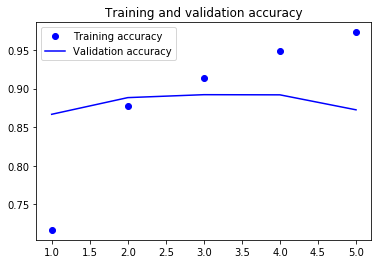 Training and validation accuracy
Training accuracy
Validation accuracy
0.95
0.90
0.85
0.80
0.75
1.0 1.5 2.0 2.5 3.0 3.5 4.0 4.5 5.0